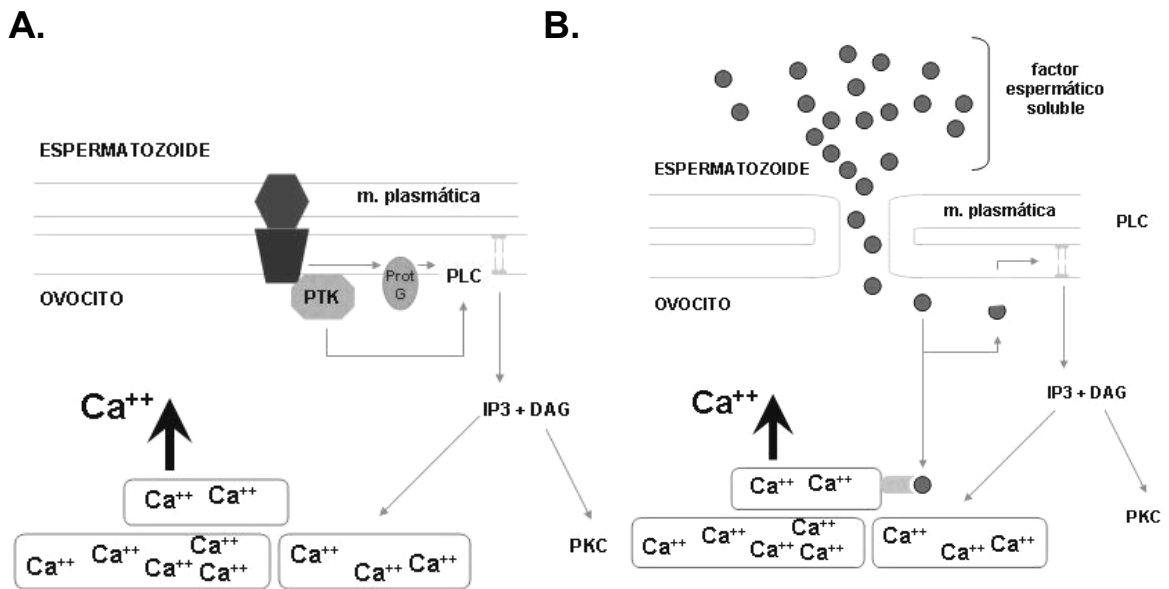 A.
ESPERMATOZOIDE
m. plasmática
Prot
G
PLC
PTK
OVOCITO
Ca++
IP3 + DAG
Ca++ Ca++
Ca++ Ca++ Ca++ Ca++ Ca++
Ca++ Ca++ Ca++
PKC
B.
factor
espermático
soluble
ESPERMATOZOIDE
m. plasmática
PLC
OVOCITO
Ca++
IP3 + DAG
Ca++ Ca++
Ca++ Ca++ Ca++ Ca++ Ca++
Ca++ Ca++ Ca++
PKC